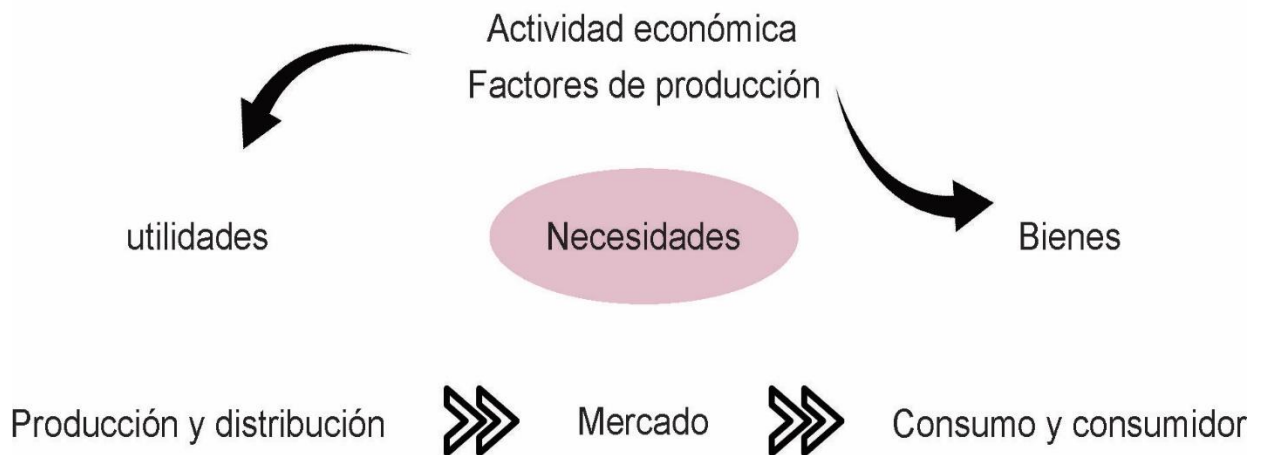 Actividad económica
Factores de producción
utilidades
Necesidades
Bienes
Producción y distribución
Mercado
Consumo y consumidor